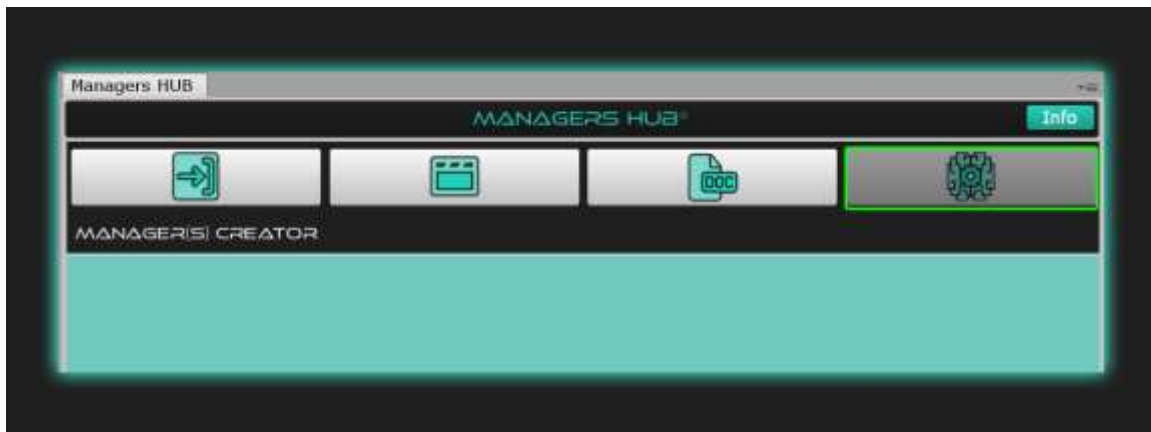 Managers HUB
MANAGERS HUB
Info
DOC
MANAGER(S) CREATOR